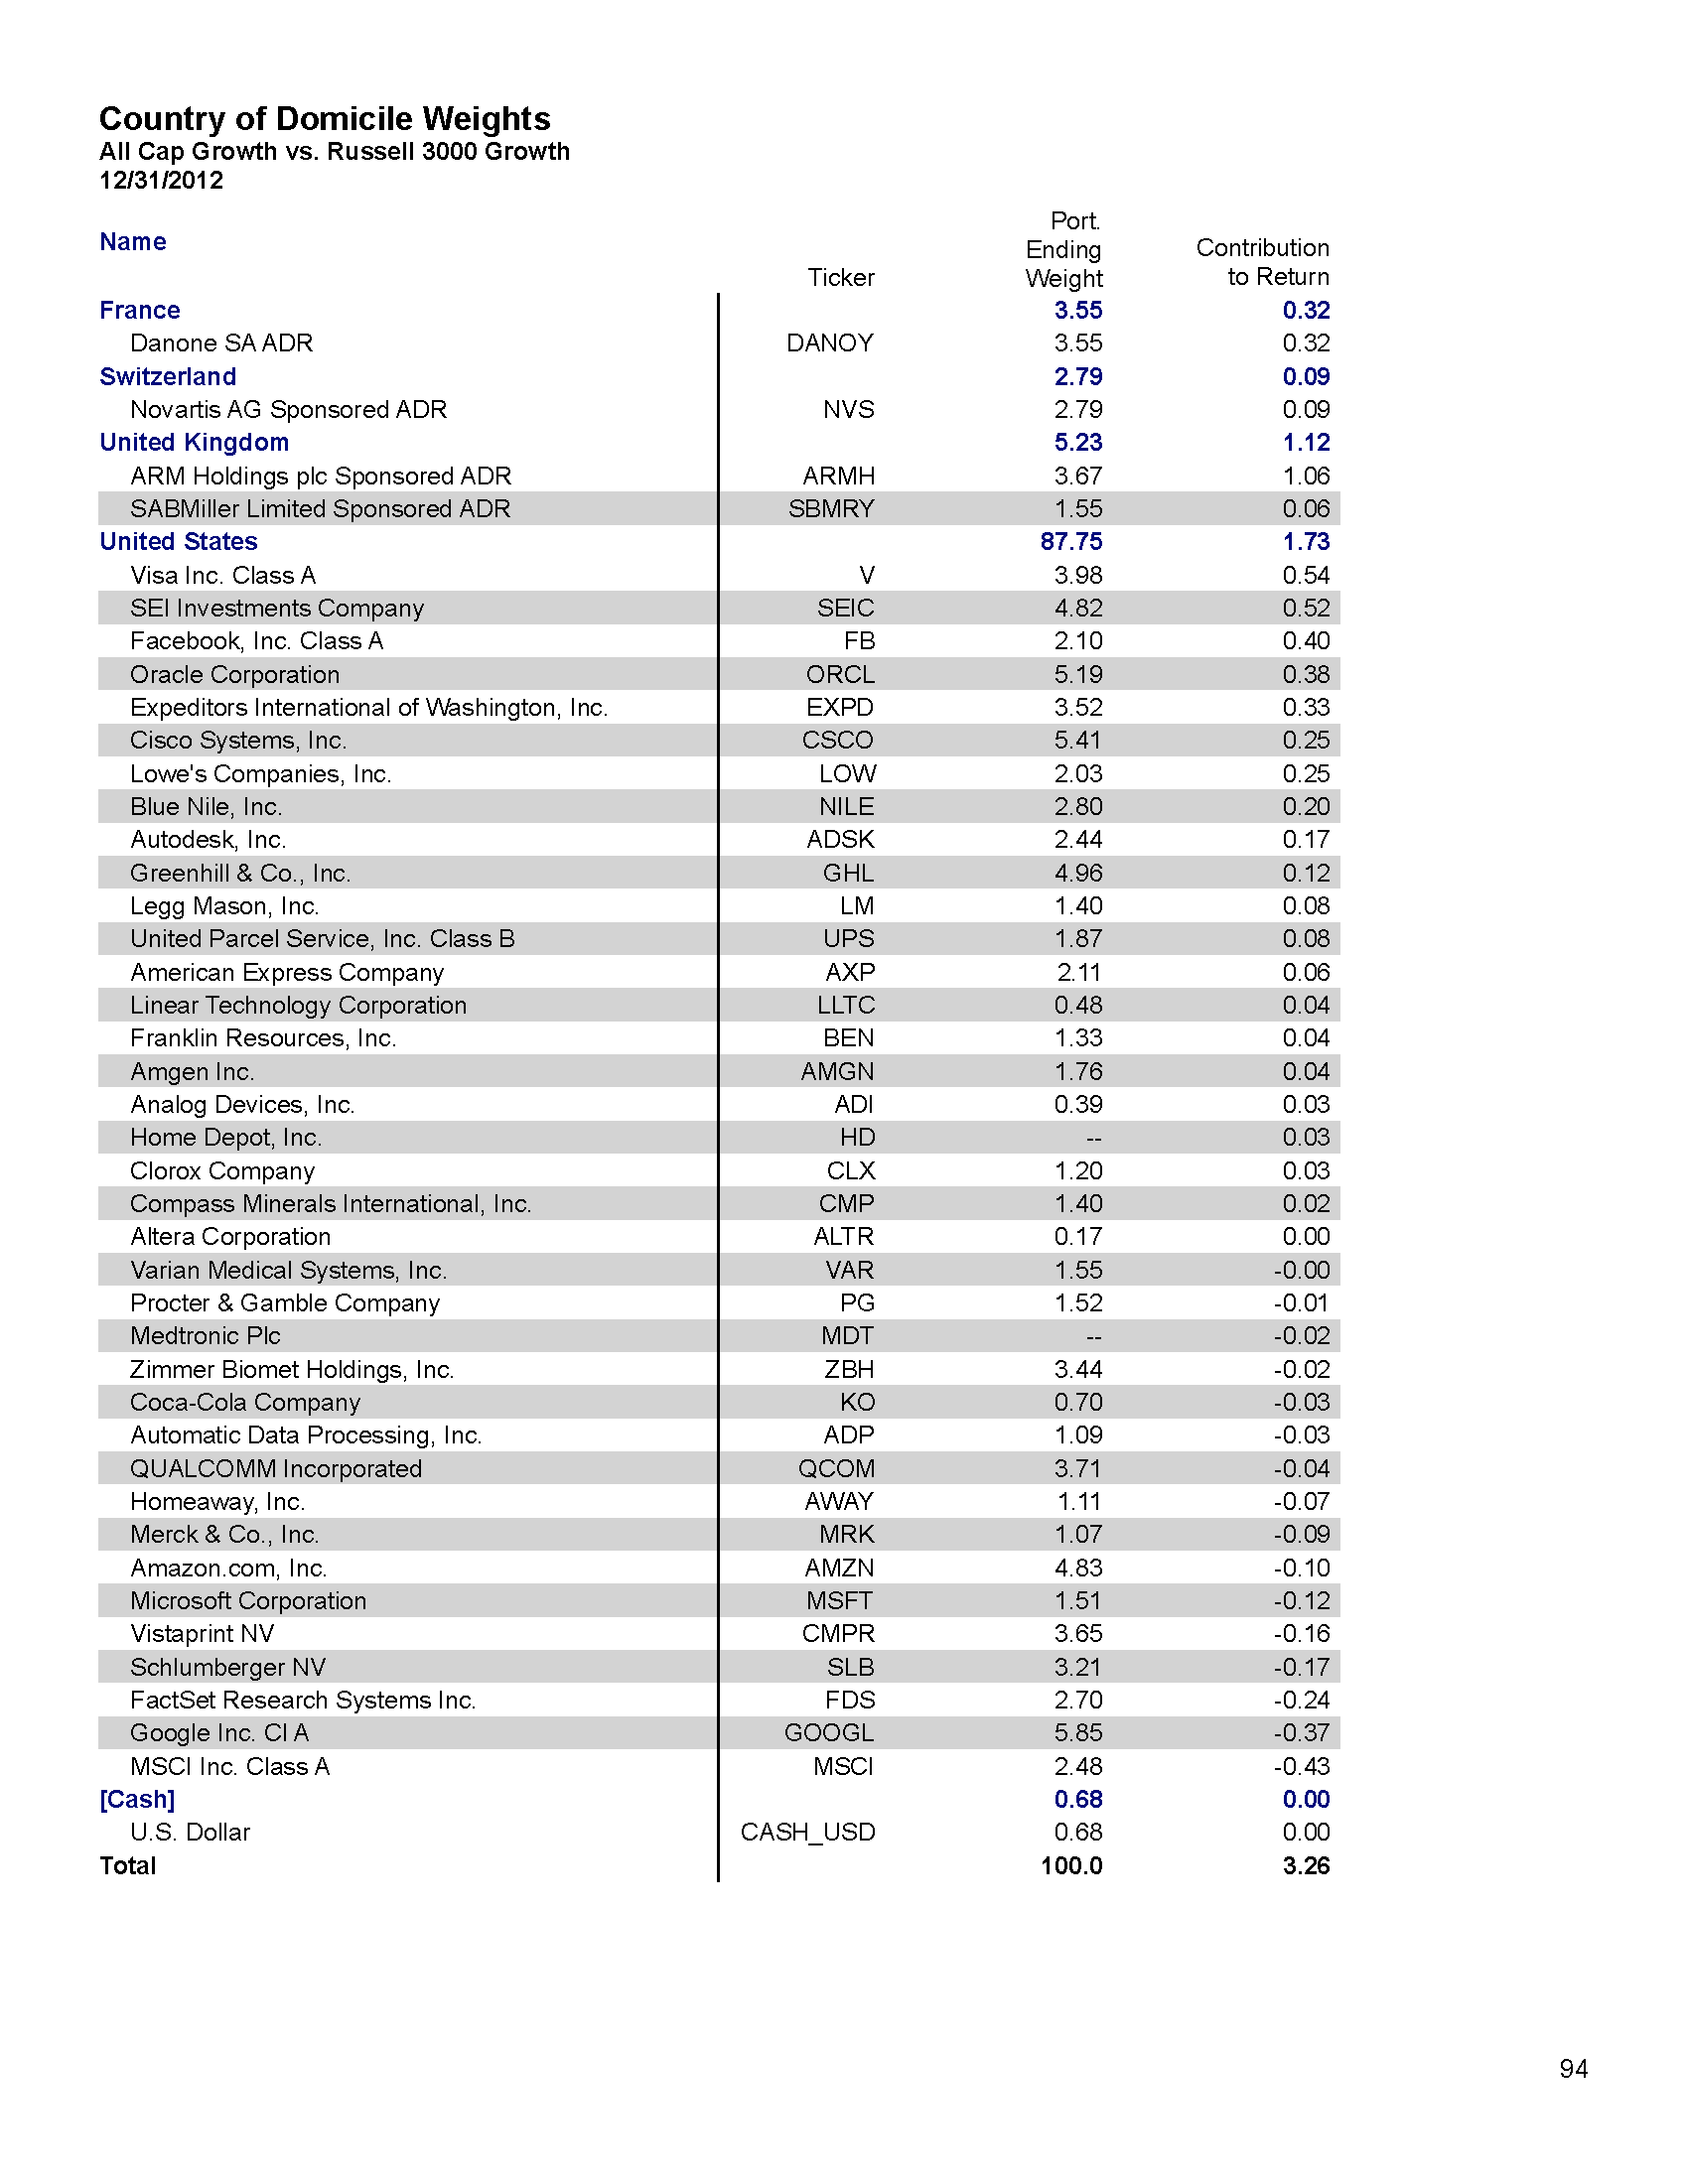 Country of Domicile Weights
All Cap Growth vs. Russell 3000 Growth
12/31/2012
Name Ticker Port. Ending Weight Contribution to Return
France 3.55 0.32
Danone SA ADR DANOY 3.55 0.32
Switzerland 2.79 0.09
Novartis AG Sponsored ADR NVS 2.79 0.09
United Kingdom 5.23 1.12
ARM Holdings plc Sponsored ADR ARMH 3.67 1.06
SABMiller Limited Sponsored ADR SBMRY 1.55 0.06
United States 87.75 1.73
Visa Inc. Class A V 3.98 0.54
SEI Investments Company SEIC 4.82 0.52
Facebook, Inc. Class A FB 2.10 0.40
Oracle Corporation ORCL 5.19 0.38
Expeditors International of Washington, Inc. EXPD 3.52 0.33
Cisco Systems, Inc. CSCO 5.41 0.25
Lowe's Companies, Inc. LOW 2.03 0.25
Blue Nile, Inc. NILE 2.80 0.20
Autodesk, Inc. ADSK 2.44 0.17
Greenhill & Co., Inc. GHL 4.96 0.12
Legg Mason, Inc. LM 1.40 0.08
United Parcel Service, Inc. Class B UPS 1.87 0.08
American Express Company AXP 2.11 0.06
Linear Technology Corporation LLTC 0.48 0.04
Franklin Resources, Inc. BEN 1.33 0.04
Amgen Inc. AMGN 1.76 0.04
Analog Devices, Inc. ADI 0.39 0.03
Home Depot, Inc. HD -- 0.03
Clorox Company CLX 1.20 0.03
Compass Minerals International, Inc. CMP 1.40 0.02
Altera Corporation ALTR 0.17 0.00
Varian Medical Systems, Inc. VAR 1.55 -0.00
Procter & Gamble Company PG 1.52 -0.01
Medtronic Plc MDT -- -0.02
Zimmer Biomet Holdings, Inc. ZBH 3.44 -0.02
Coca-Cola Company KO 0.70 -0.03
Automatic Data Processing, Inc. ADP 1.09 -0.03
QUALCOMM Incorporated QCOM 3.71 -0.04
Homeaway, Inc. AWAY 1.11 -0.07
Merck & Co., Inc. MRK 1.07 -0.09
Amazon.com, Inc. AMZN 4.83 -0.10
Microsoft Corporation MSFT 1.51 -0.12
Vistaprint NV CMPR 3.65 -0.16
Schlumberger NV SLB 3.21 -0.17
FactSet Research Systems Inc. FDS 2.70 -0.24
Google Inc. Cl A GOOGL 5.85 -0.37
MSCI Inc. Class A MSCI 2.48 -0.43
[Cash] 0.68 0.00
U.S. Dollar CASH_USD 0.68 0.00
Total 100.0 3.26
94